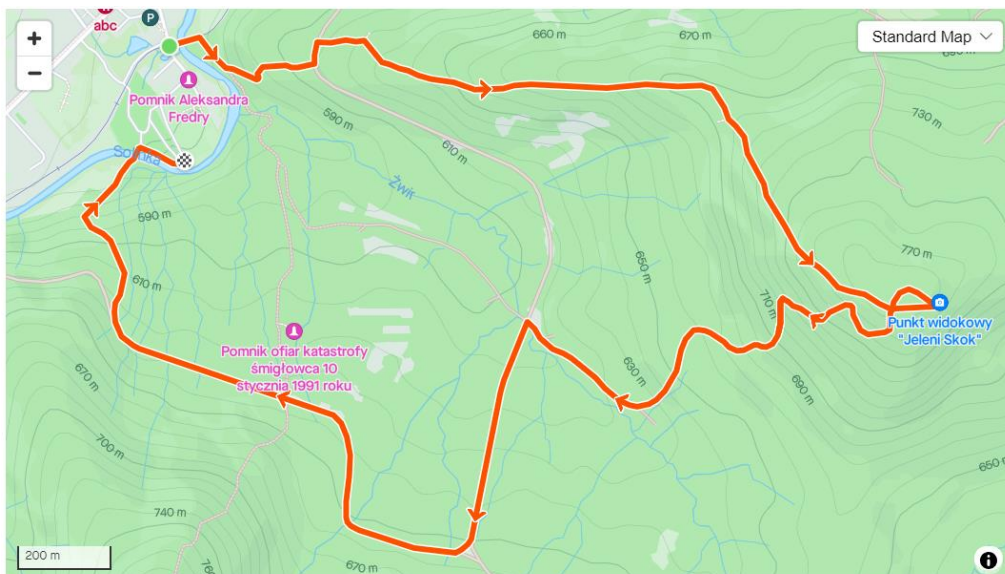 abc
P
+
−
Pomnik Aleksandra
Fredry
660 m
670 m
Standard Map
730 m
590 m
610 m
Żwir
590 m
610 m
650 m
710 m
770 m
Punkt widokowy
"Jeleni Skok"
Pomnik ofiar katastrofy
śmigłowca 10
stycznia 1991 roku
670 m
630 m
690 m
700 m
650 m
740 m
670 m
200 m